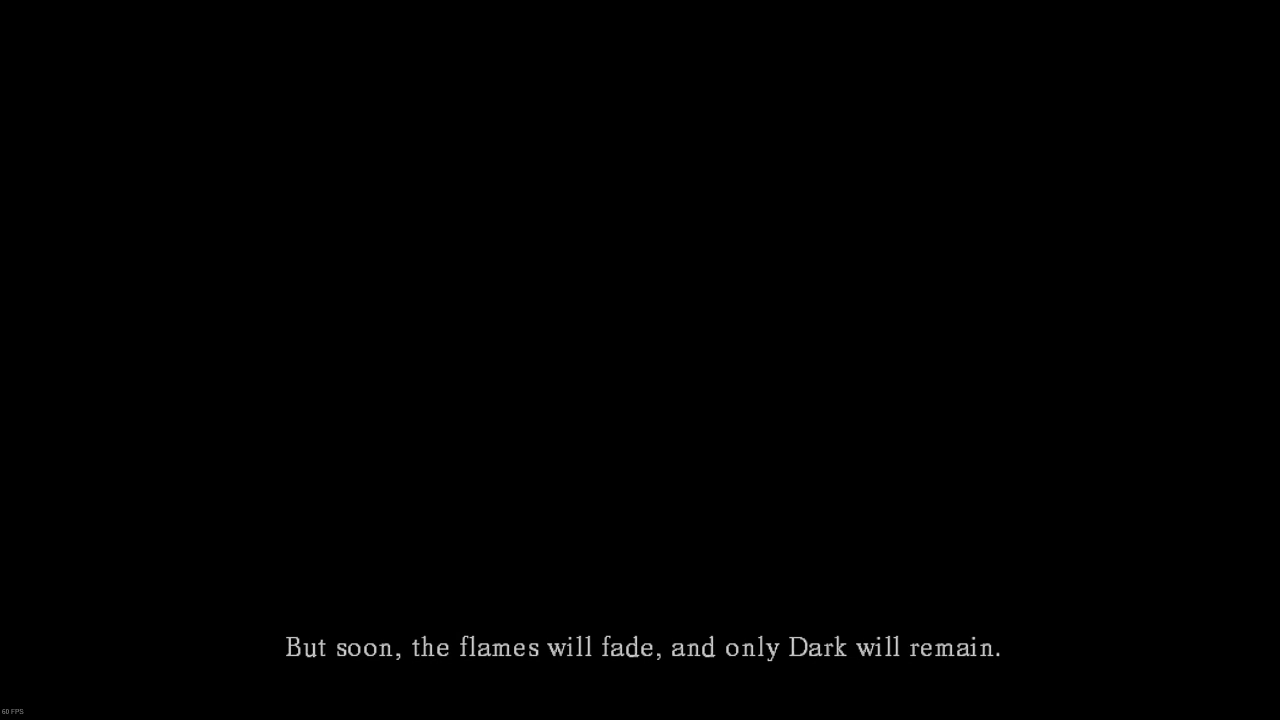 But soon, the flames will fade, and only Dark will remain.
60 FPS